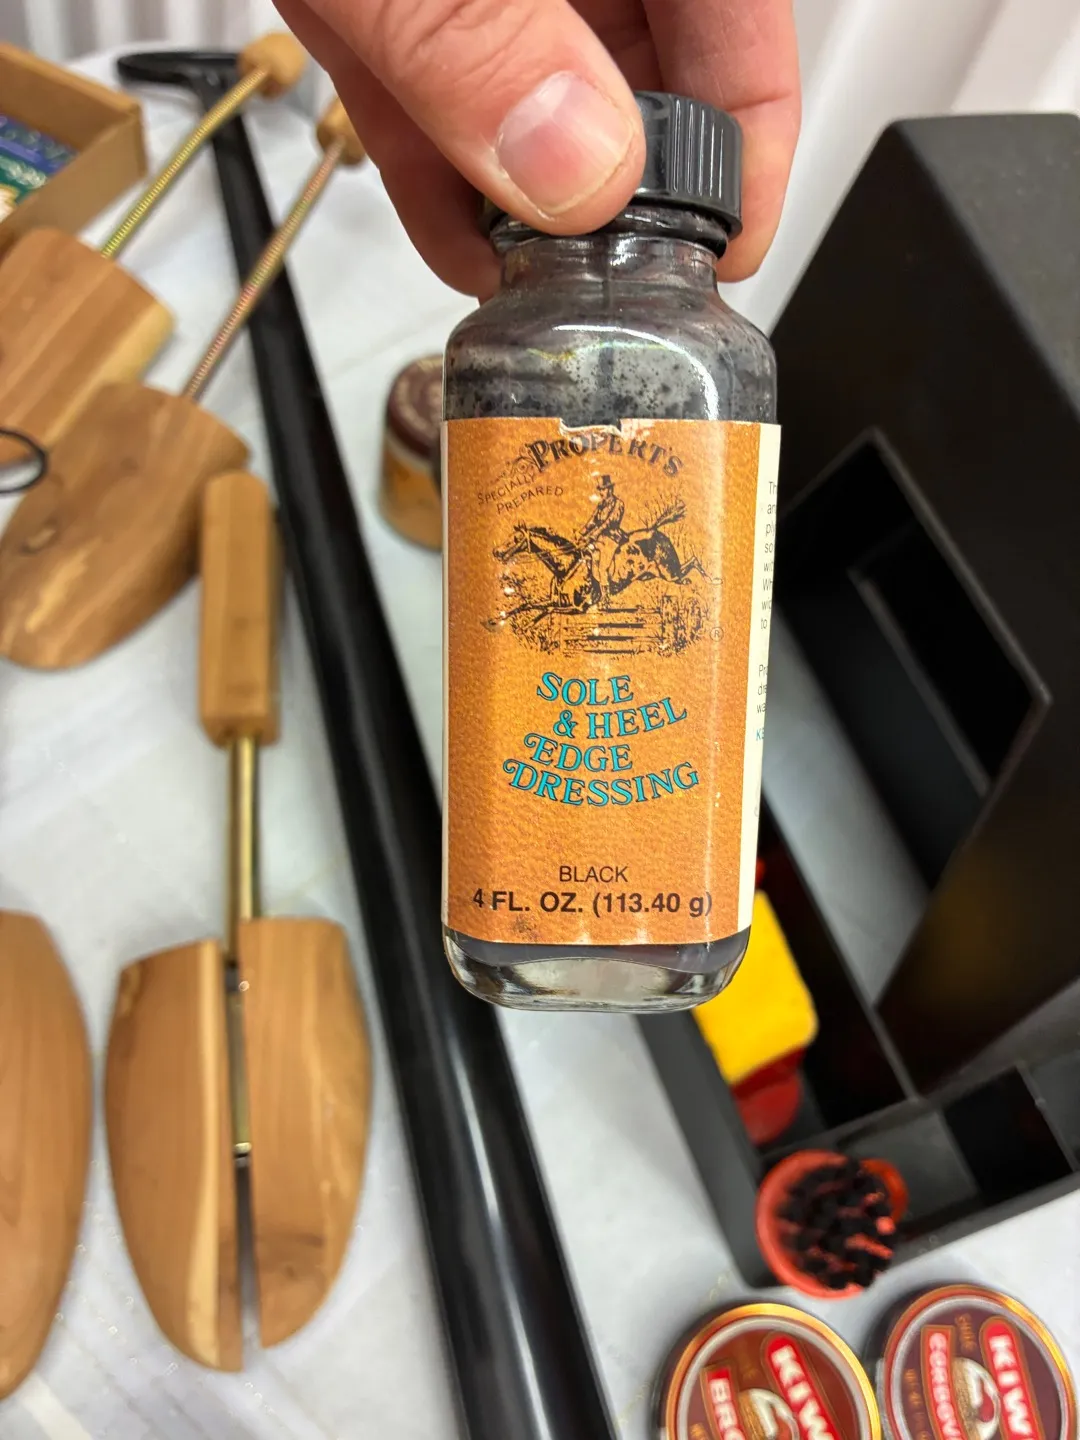 PROPERT'S
SPECIALLY
PREPARED
®
SOLE
& HEEL
EDGE
DRESSING
BLACK
4 FL. OZ. (113.40 g)
KIWI
KIWI